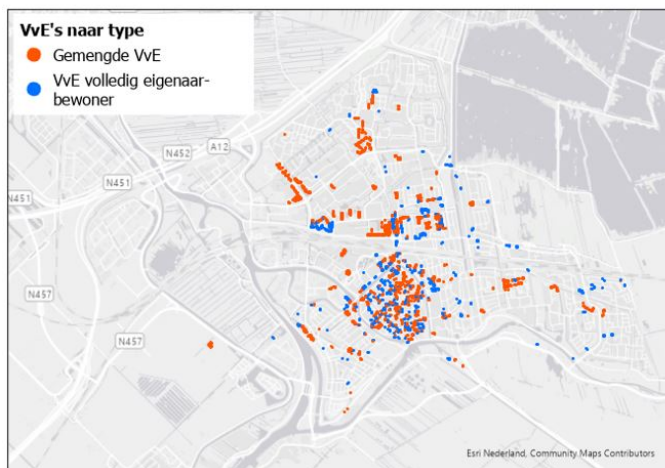 VvE's naar type
Gemengde VvE
VvE volledig eigenaar-
bewoner
N452
A12
N451
N451
N457
N457
Esri Nederland, Community Maps Contributors